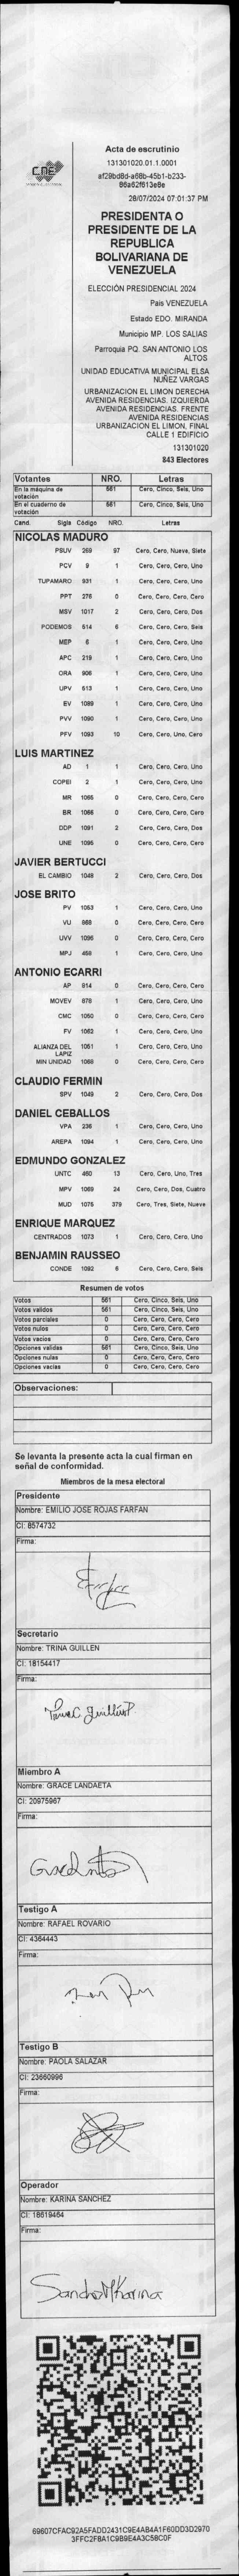 CNE
Acta de escrutinio
131301020.01.1.0001
af29bd8d-a68b-45b1-b233-
86a62f613e8e
28/07/2024 07:01:37 PM
PRESIDENTA O
PRESIDENTE DE LA
REPUBLICA
BOLIVARIANA DE
VENEZUELA
ELECCIÓN PRESIDENCIAL 2024
País VENEZUELA
Estado EDO. MIRANDA
Municipio MP. LOS SALIAS
Parroquia PQ. SAN ANTONIO LOS
ALTOS
UNIDAD EDUCATIVA MUNICIPAL ELSA
NUÑEZ VARGAS
URBANIZACION EL LIMON DERECHA
AVENIDA RESIDENCIAS. IZQUIERDA
AVENIDA RESIDENCIAS. FRENTE
AVENIDA RESIDENCIAS
URBANIZACION EL LIMON, FINAL
CALLE 1 EDIFICIO
131301020
843 Electores
Votantes NRO. Letras
En la máquina de votación 561 Cero, Cinco, Seis, Uno
En el cuaderno de votación 561 Cero, Cinco, Seis, Uno
Cand. Sigla Código NRO. Letras
NICOLAS MADURO
PSUV 269 97 Cero, Cero, Nueve, Siete
PCV 9 1 Cero, Cero, Cero, Uno
TUPAMARO 931 1 Cero, Cero, Cero, Uno
PPT 276 0 Cero, Cero, Cero, Cero
MSV 1017 2 Cero, Cero, Cero, Dos
PODEMOS 514 6 Cero, Cero, Cero, Seis
MEP 6 1 Cero, Cero, Cero, Uno
APC 219 1 Cero, Cero, Cero, Uno
ORA 906 1 Cero, Cero, Cero, Uno
UPV 513 1 Cero, Cero, Cero, Uno
EV 1089 1 Cero, Cero, Cero, Uno
PVV 1090 1 Cero, Cero, Cero, Uno
PFV 1093 10 Cero, Cero, Uno, Cero
LUIS MARTINEZ
AD 1 1 Cero, Cero, Cero, Uno
COPEI 2 1 Cero, Cero, Cero, Uno
MR 1065 0 Cero, Cero, Cero, Cero
BR 1066 0 Cero, Cero, Cero, Cero
DDP 1091 2 Cero, Cero, Cero, Dos
UNE 1095 0 Cero, Cero, Cero, Cero
JAVIER BERTUCCI
EL CAMBIO 1048 2 Cero, Cero, Cero, Dos
JOSE BRITO
PV 1053 1 Cero, Cero, Cero, Uno
VU 868 0 Cero, Cero, Cero, Cero
UVV 1096 0 Cero, Cero, Cero, Cero
MPJ 458 1 Cero, Cero, Cero, Uno
ANTONIO ECARRI
AP 914 0 Cero, Cero, Cero, Cero
MOVEV 878 1 Cero, Cero, Cero, Uno
CMC 1050 0 Cero, Cero, Cero, Cero
FV 1062 1 Cero, Cero, Cero, Uno
ALIANZA DEL LAPIZ 1051 1 Cero, Cero, Cero, Uno
MIN UNIDAD 1068 0 Cero, Cero, Cero, Cero
CLAUDIO FERMIN
SPV 1049 2 Cero, Cero, Cero, Dos
DANIEL CEBALLOS
VPA 236 1 Cero, Cero, Cero, Uno
AREPA 1094 1 Cero, Cero, Cero, Uno
EDMUNDO GONZALEZ
UNTC 460 13 Cero, Cero, Uno, Tres
MPV 1069 24 Cero, Cero, Dos, Cuatro
MUD 1075 379 Cero, Tres, Siete, Nueve
ENRIQUE MARQUEZ
CENTRADOS 1073 1 Cero, Cero, Cero, Uno
BENJAMIN RAUSSEO
CONDE 1092 6 Cero, Cero, Cero, Seis
Resumen de votos
Votos 561 Cero, Cinco, Seis, Uno
Votos validos 561 Cero, Cinco, Seis, Uno
Votos parciales 0 Cero, Cero, Cero, Cero
Votos nulos 0 Cero, Cero, Cero, Cero
Votos vacios 0 Cero, Cero, Cero, Cero
Opciones validas 561 Cero, Cinco, Seis, Uno
Opciones nulas 0 Cero, Cero, Cero, Cero
Opciones vacias 0 Cero, Cero, Cero, Cero
Observaciones:
Se levanta la presente acta la cual firman en
señal de conformidad.
Miembros de la mesa electoral
Presidente
Nombre: EMILIO JOSE ROJAS FARFAN
CI: 8574732
Firma:
Secretario
Nombre: TRINA GUILLEN
CI: 18154417
Firma:
Miembro A
Nombre: GRACE LANDAETA
CI: 20975967
Firma:
Testigo A
Nombre: RAFAEL ROVARIO
CI: 4364443
Firma:
Testigo B
Nombre: PAOLA SALAZAR
CI: 23660996
Firma:
Operador
Nombre: KARINA SANCHEZ
CI: 18619464
Firma:
69607CFAC92A5FADD2431C9E4AB4A1F60DD3D2970
3FFC2F8A1C9B9E4A3C58C0F